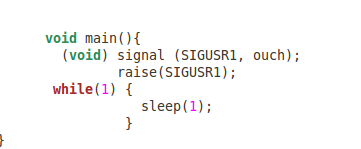 void main(){
(void) signal (SIGUSR1, ouch);
raise(SIGUSR1);
while(1) {
sleep(1);
}
}